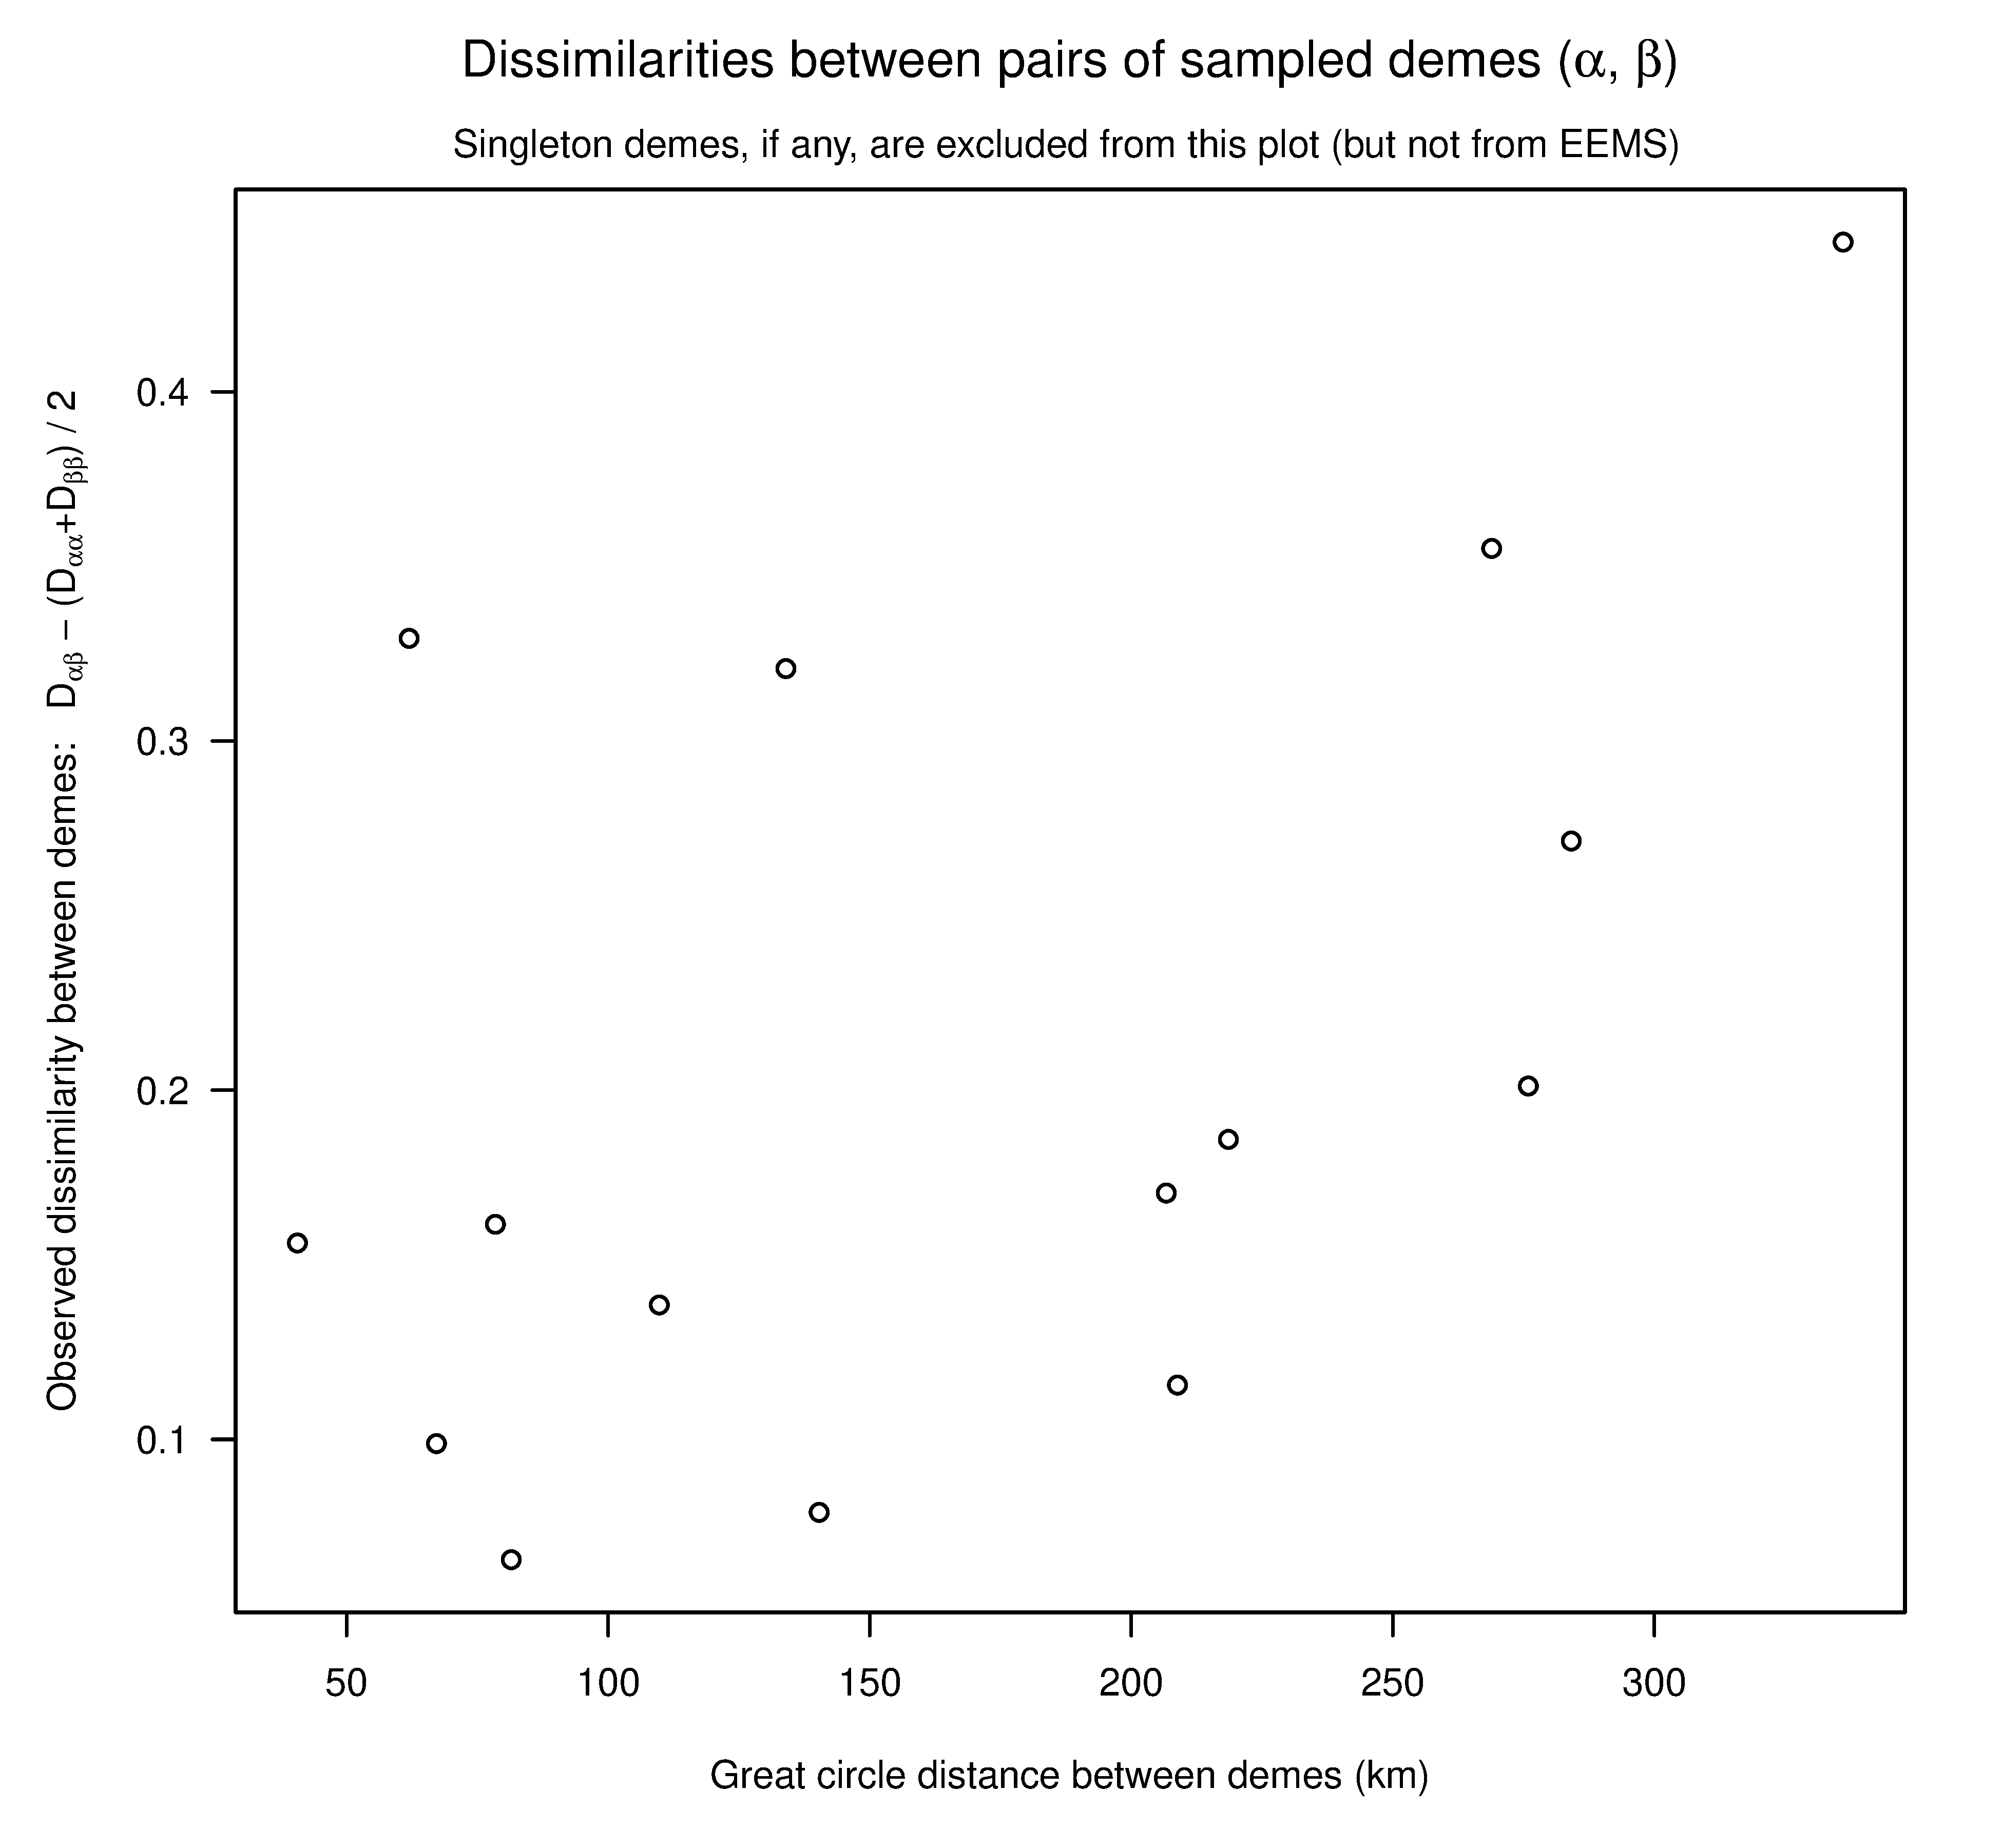 Dissimilarities between pairs of sampled demes (α, β)
Singleton demes, if any, are excluded from this plot (but not from EEMS)
Observed dissimilarity between demes: Dαβ − (Dαα+Dββ) / 2
0.4
0.3
0.2
0.1
50 100 150 200 250 300
Great circle distance between demes (km)